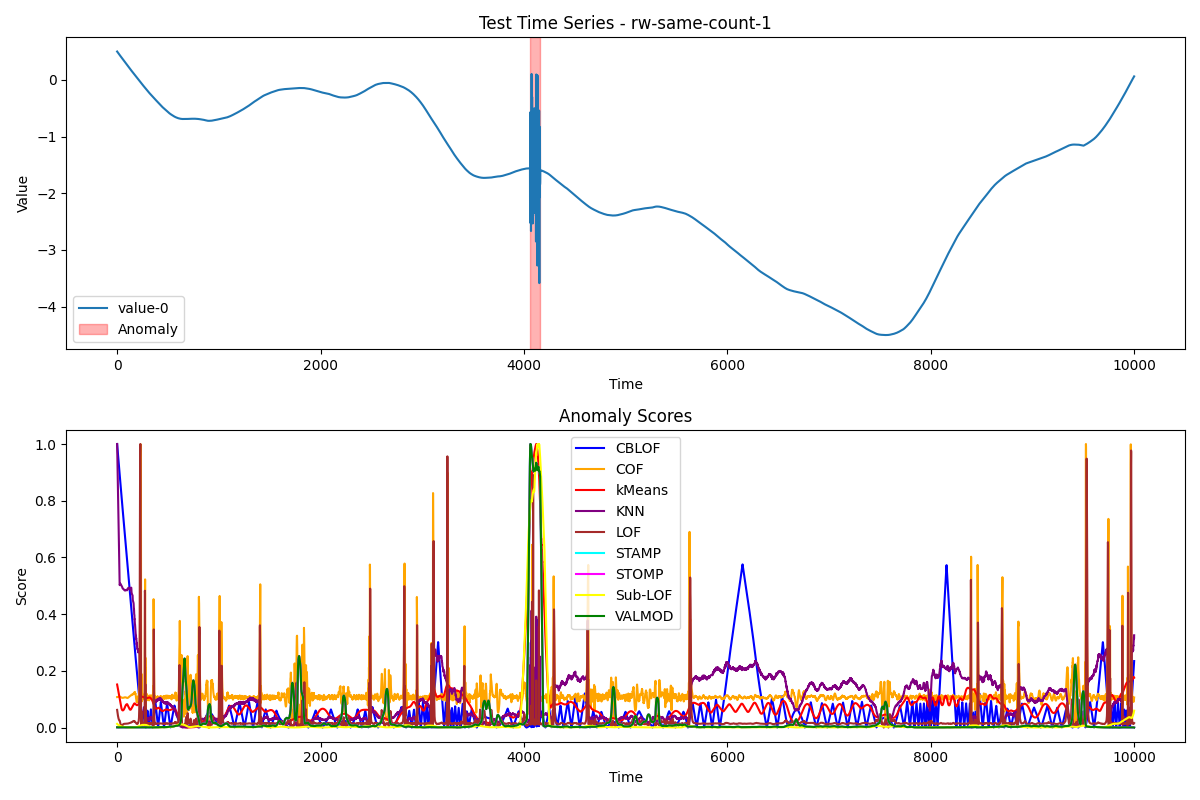 Test Time Series - rw-same-count-1
0
−1
−2
−3
−4
Value
value-0
Anomaly
0 2000 4000 6000 8000 10000
Time
Anomaly Scores
1.0
0.8
0.6
0.4
0.2
0.0
Score
CBLOF
COF
kMeans
KNN
LOF
STAMP
STOMP
Sub-LOF
VALMOD
0 2000 4000 6000 8000 10000
Time